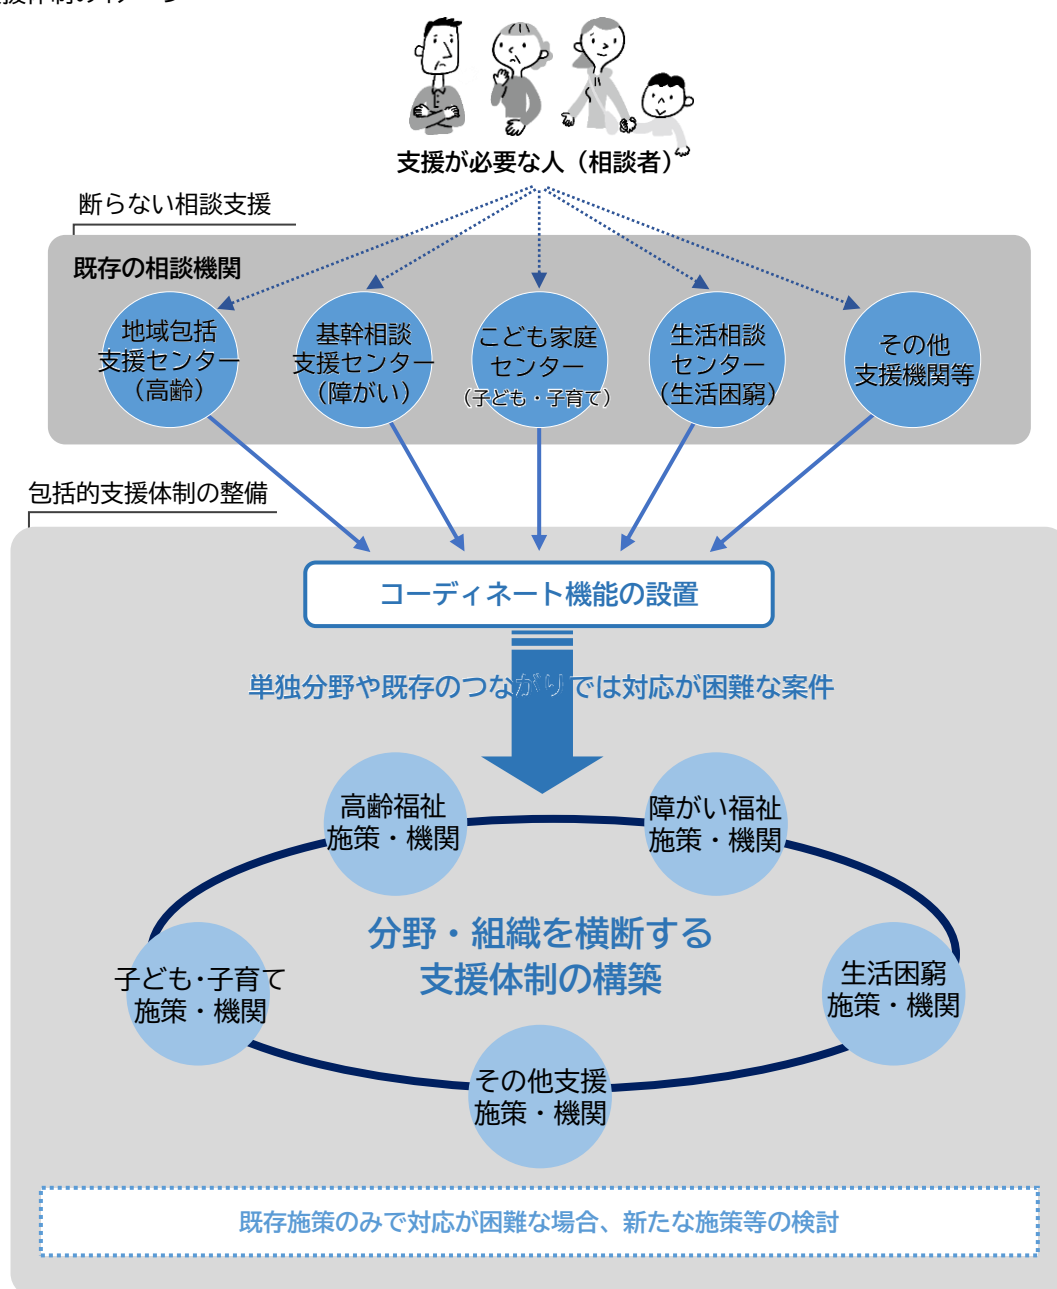 支援が必要な人（相談者）
断らない相談支援
既存の相談機関
地域包括
支援センター
（高齢）
基幹相談
支援センター
（障がい）
こども家庭
センター
（子ども・子育て）
生活相談
センター
（生活困窮）
その他
支援機関等
包括的支援体制の整備
コーディネート機能の設置
単独分野や既存のつながりでは対応が困難な案件
高齢福祉
施策・機関
障がい福祉
施策・機関
分野・組織を横断する
支援体制の構築
子ども・子育て
施策・機関
生活困窮
施策・機関
その他支援
施策・機関
既存施策のみで対応が困難な場合、新たな施策等の検討